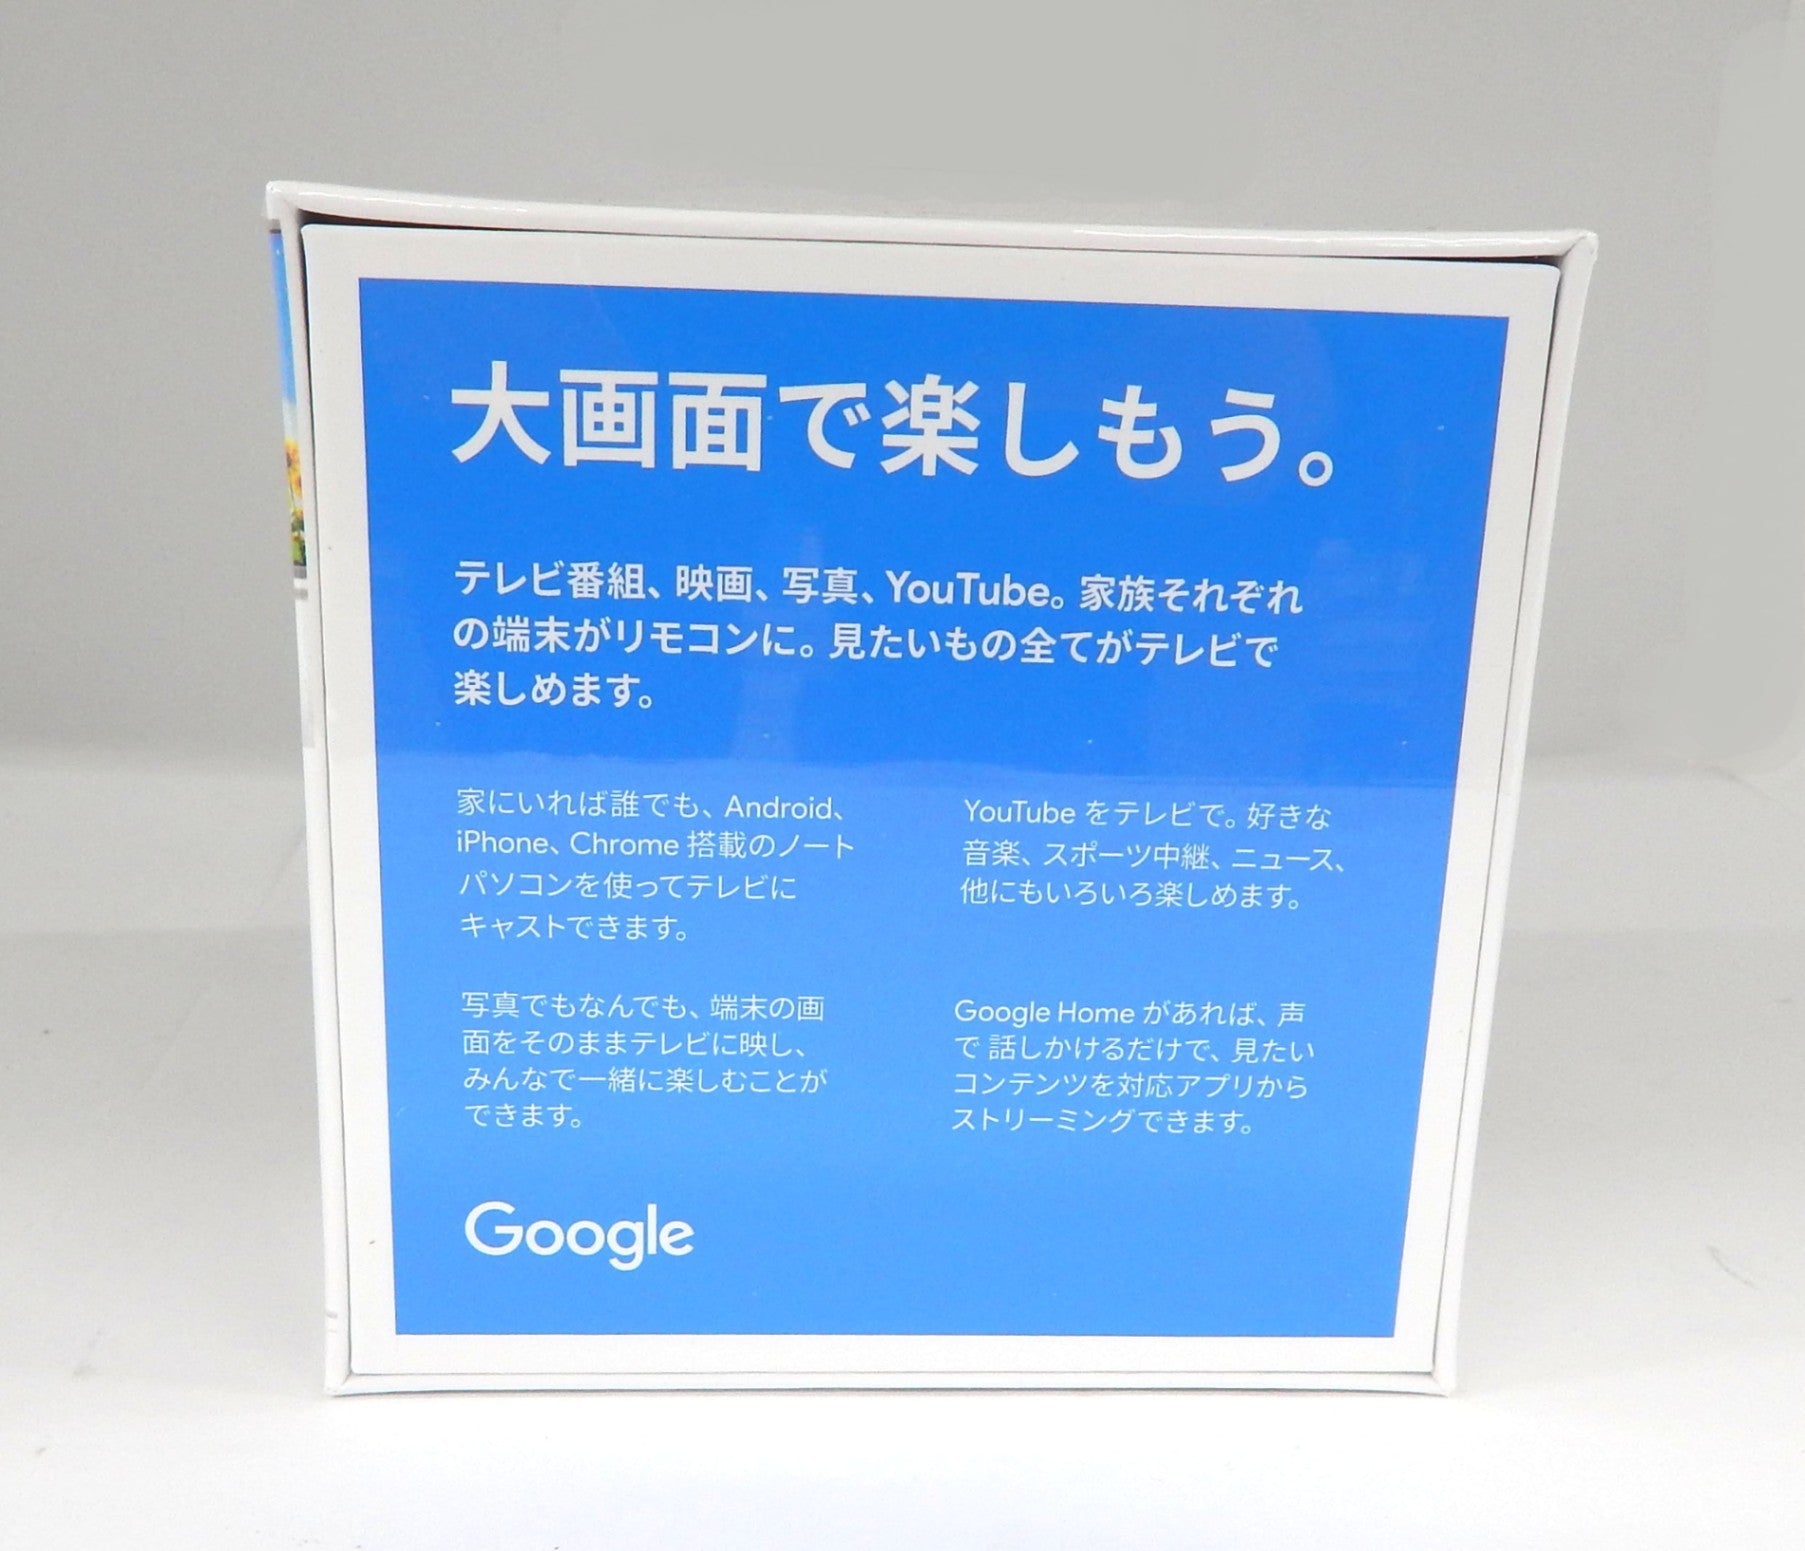 大画面で楽しもう。
テレビ番組、映画、写真、YouTube。家族それぞれ
の端末がリモコンに。見たいもの全てがテレビで
楽しめます。
家にいれば誰でも、Android、
iPhone、Chrome 搭載のノート
パソコンを使ってテレビに
キャストできます。
YouTube をテレビで。好きな
音楽、スポーツ中継、ニュース、
他にもいろいろ楽しめます。
写真でもなんでも、端末の画
面をそのままテレビに映し、
みんなで一緒に楽しむことが
できます。
Google Home があれば、声
で 話しかけるだけで、見たい
コンテンツを対応アプリから
ストリーミングできます。
Google